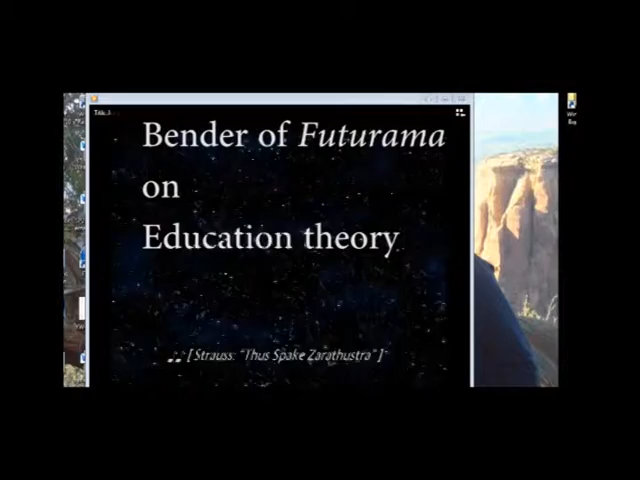 Bender of Futurama
on
Education theory
[ Strauss: "Thus Spake Zarathustra" ]